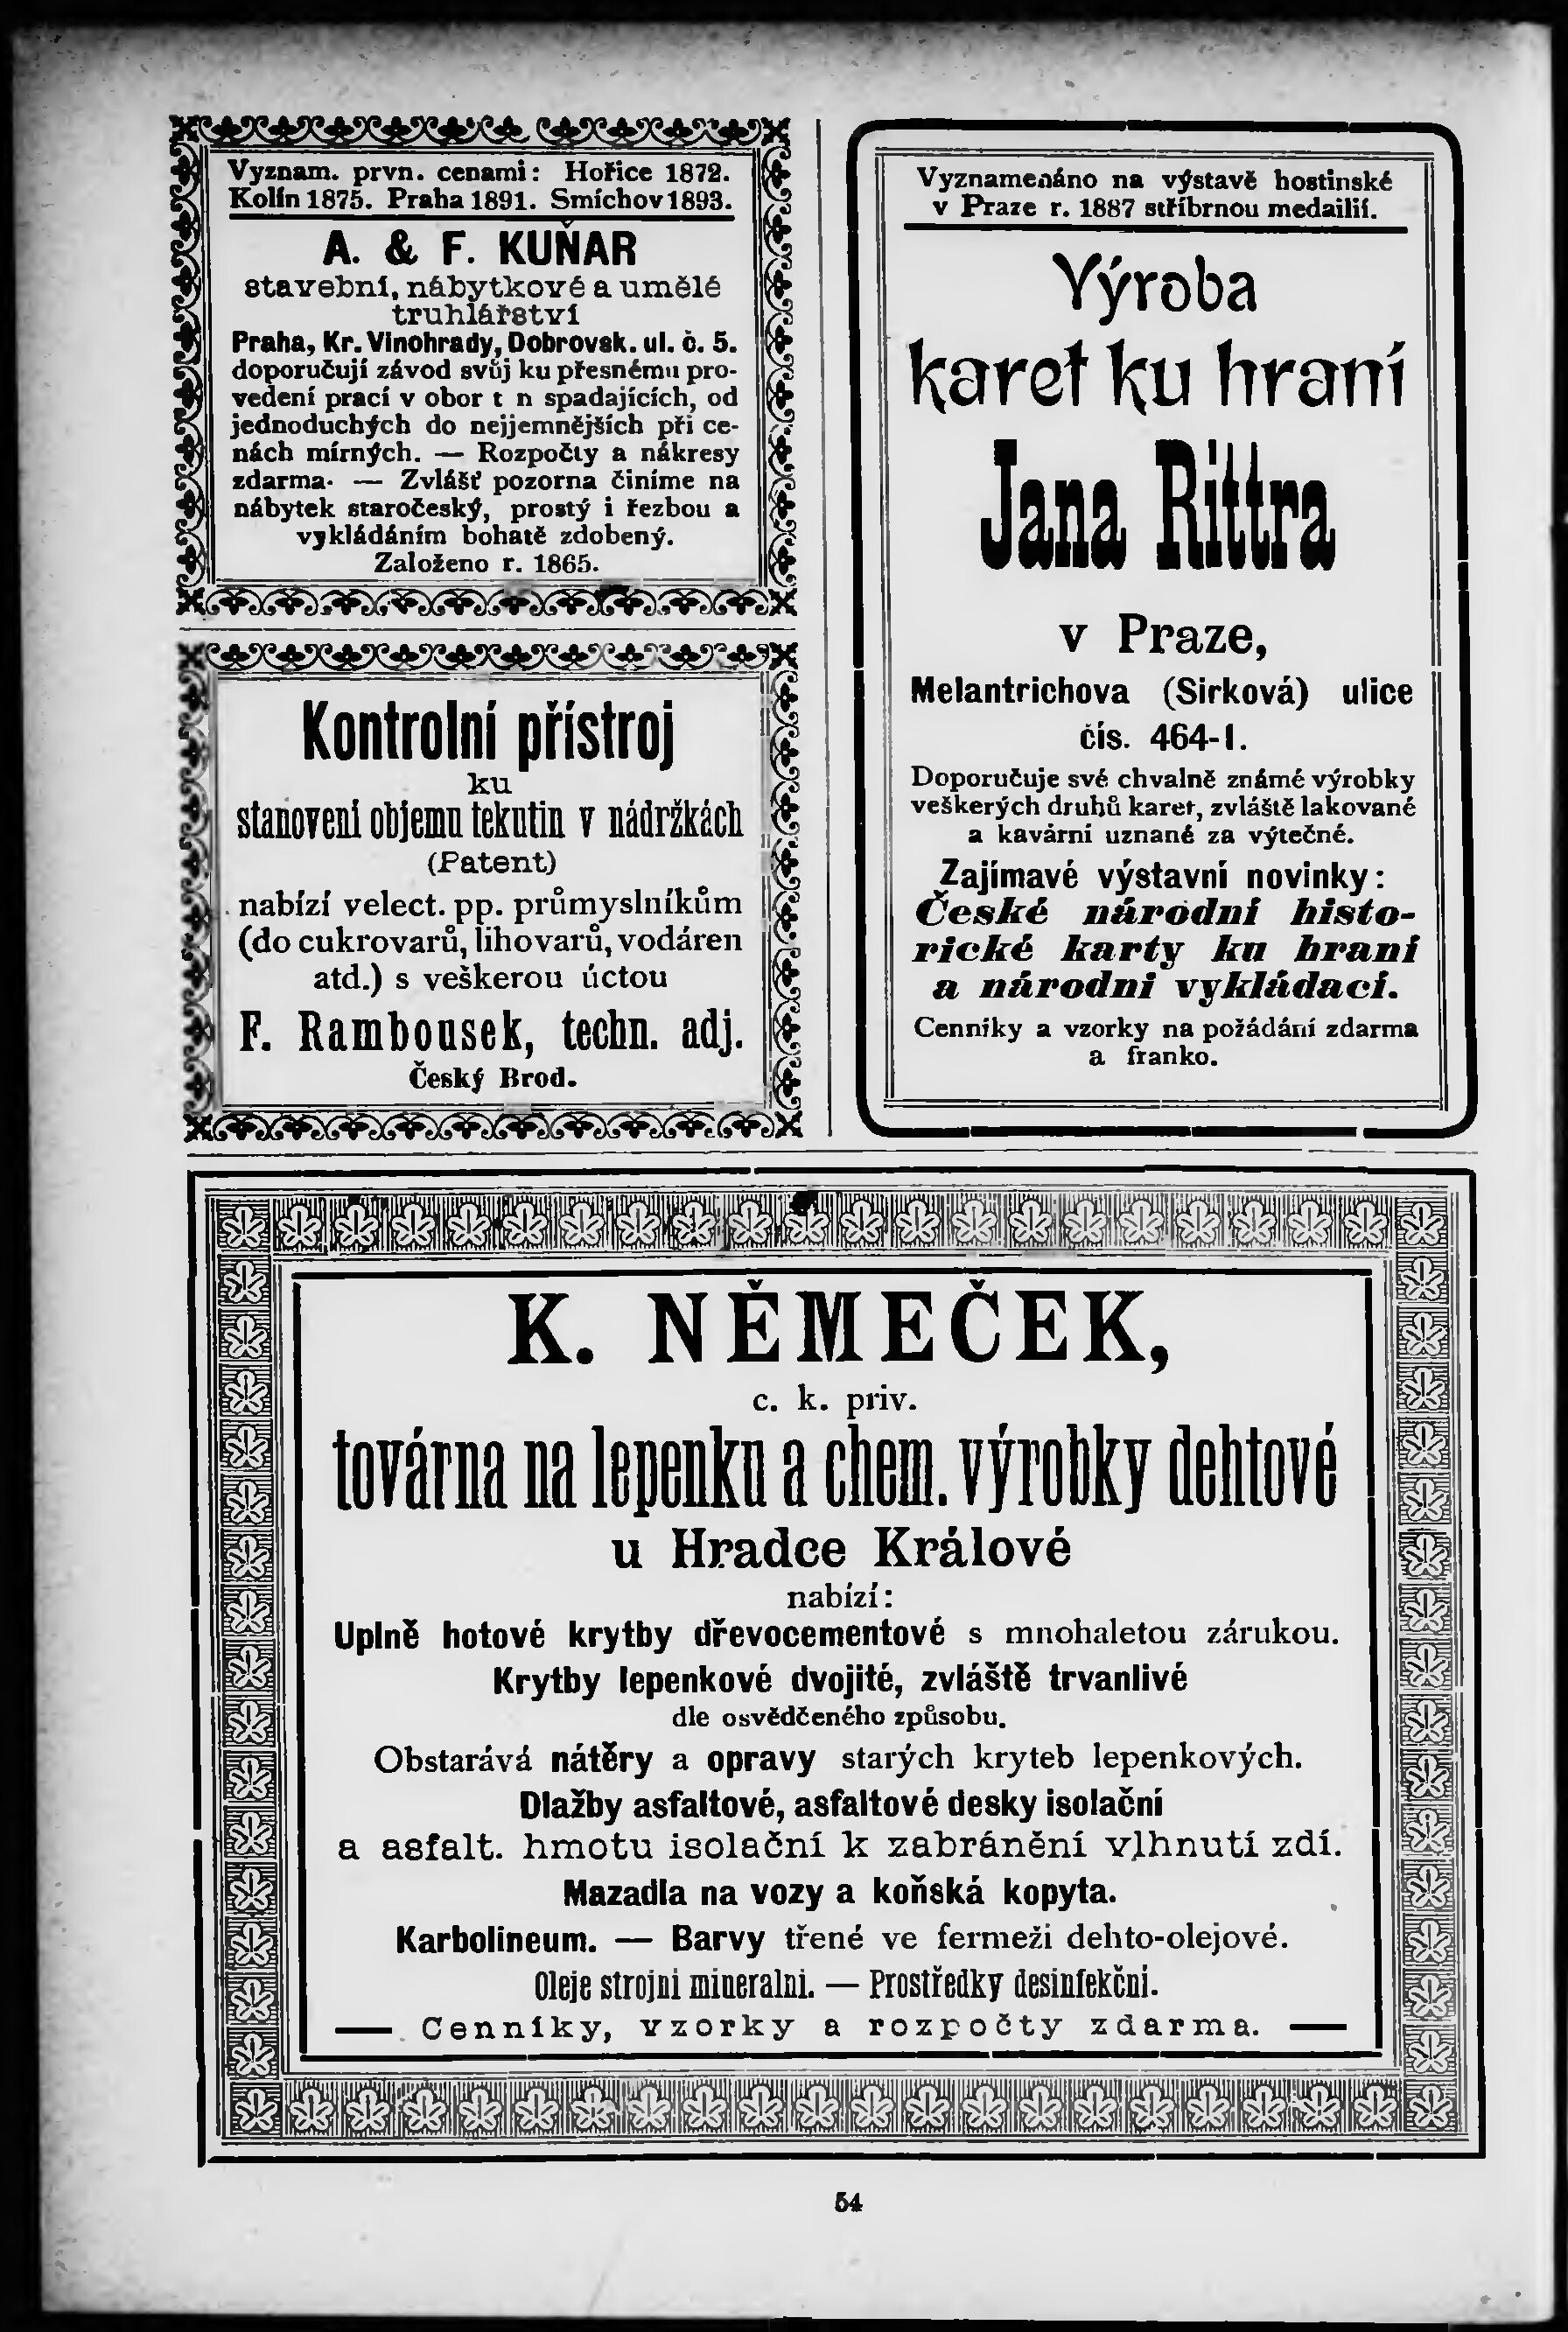 Vyznam. prvn. cenami: Hořice 1872.
Kolín 1875. Praha 1891. Smíchov 1893.
A. & F. KUŇAR
stavební, nábytkové a umělé
truhlářství
Praha, Kr. Vinohrady, Dobrovsk. ul. č. 5.
doporučují závod svůj ku přesnému pro-
vedení prací v obor t n spadajících, od
jednoduchých do nejjemnějších při ce-
nách mírných. — Rozpočty a nákresy
zdarma. — Zvlášť pozorna činíme na
nábytek staročeský, prostý i řezbou a
vykládáním bohatě zdobený.
Založeno r. 1865.
Kontrolní přístroj
ku
stanovení objemu tekutin v nádržkách
(Patent)
nabízí velect. pp. průmyslníkům
(do cukrovarů, lihovarů, vodáren
atd.) s veškerou úctou
F. Rambousek, techn. adj.
Český Brod.
Vyznamenáno na výstavě hostinské
v Praze r. 1887 stříbrnou medailií.
Výroba
karet ku hraní
Jana Rittra
v Praze,
Melantrichova (Sirková) ulice
čís. 464-I.
Doporučuje své chvalně známé výrobky
veškerých druhů karet, zvláště lakované
a kavární uznané za výtečné.
Zajímavé výstavní novinky:
České národní histo-
rické karty ku hraní
a národní vykládací.
Cenníky a vzorky na požádání zdarma
a franko.
K. NĚMEČEK,
c. k. priv.
továrna na lepenku a chem. výrobky dehtové
u Hradce Králové
nabízí:
Uplně hotové krytby dřevocementové s mnohaletou zárukou.
Krytby lepenkové dvojité, zvláště trvanlivé
dle osvědčeného způsobu.
Obstarává nátěry a opravy starých kryteb lepenkových.
Dlažby asfaltové, asfaltové desky isolační
a asfalt. hmotu isolační k zabránění vlhnutí zdí.
Mazadla na vozy a koňská kopyta.
Karbolineum. — Barvy třené ve fermeži dehto-olejové.
Oleje strojní mineralni. — Prostředky desinfekční.
— Cenníky, vzorky a rozpočty zdarma. —
54